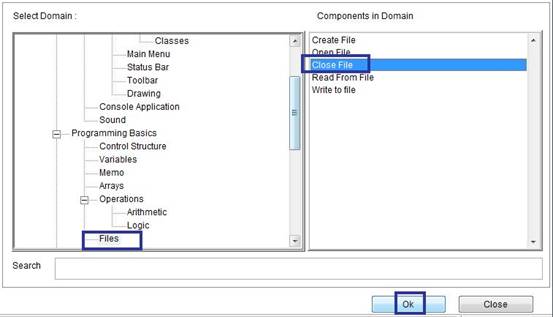 Select Domain :
Classes
Main Menu
Status Bar
Toolbar
Drawing
Console Application
Sound
Programming Basics
Control Structure
Variables
Memo
Arrays
Operations
Arithmetic
Logic
Files
Components in Domain
Create File
Open File
Close File
Read From File
Write to file
Search
Ok
Close